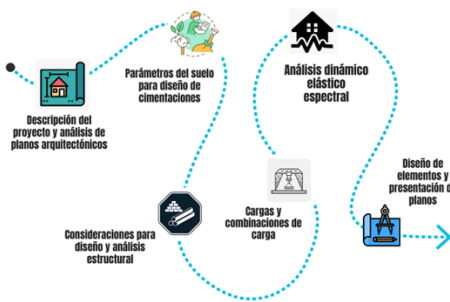 Descripción del
proyecto y análisis de
planos arquitectónicos
Parámetros del suelo
para diseño de
cimentaciones
Consideraciones para
diseño y análisis
estructural
Cargas y
combinaciones de
carga
Análisis dinámico
elástico
espectral
Diseño de
elementos y
presentación d
planos